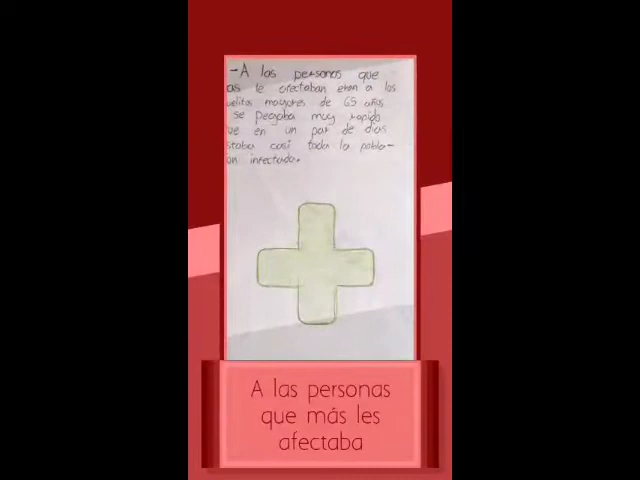 -A las personas que
as le afectaban eran a los
uelitos mayores de 65 años
se pegaba muy rapido
ue en un par de dias
staba casi toda la pobla-
on infectada.
A las personas
que más les
afectaba